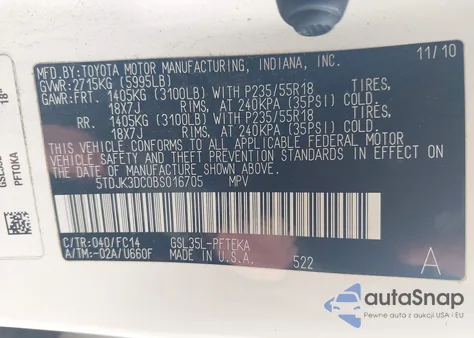 MFD.BY:TOYOTA MOTOR MANUFACTURING, INDIANA, INC. 11/10
GVWR:2715KG (5995LB)
GAWR:FRT. 1405KG (3100LB) WITH P235/55R18 TIRES,
18X7J RIMS, AT 240KPA (35PSI) COLD.
RR. 1405KG (3100LB) WITH P235/55R18 TIRES,
18X7J RIMS, AT 240KPA (35PSI) COLD.
THIS VEHICLE CONFORMS TO ALL APPLICABLE FEDERAL MOTOR
VEHICLE SAFETY AND BUMPER STANDARDS IN EFFECT ON
THE DATE OF MANUFACTURE SHOWN ABOVE.
5TDJK3DC0BS016705 MPV
C/TR:040/FC14 GSL35L-PFTEKA
A/TM:-02A/U660F MADE IN U.S.A. 522 A
18"
PFTQKA
autoSnap
Pewne auta z aukcji USA i EU